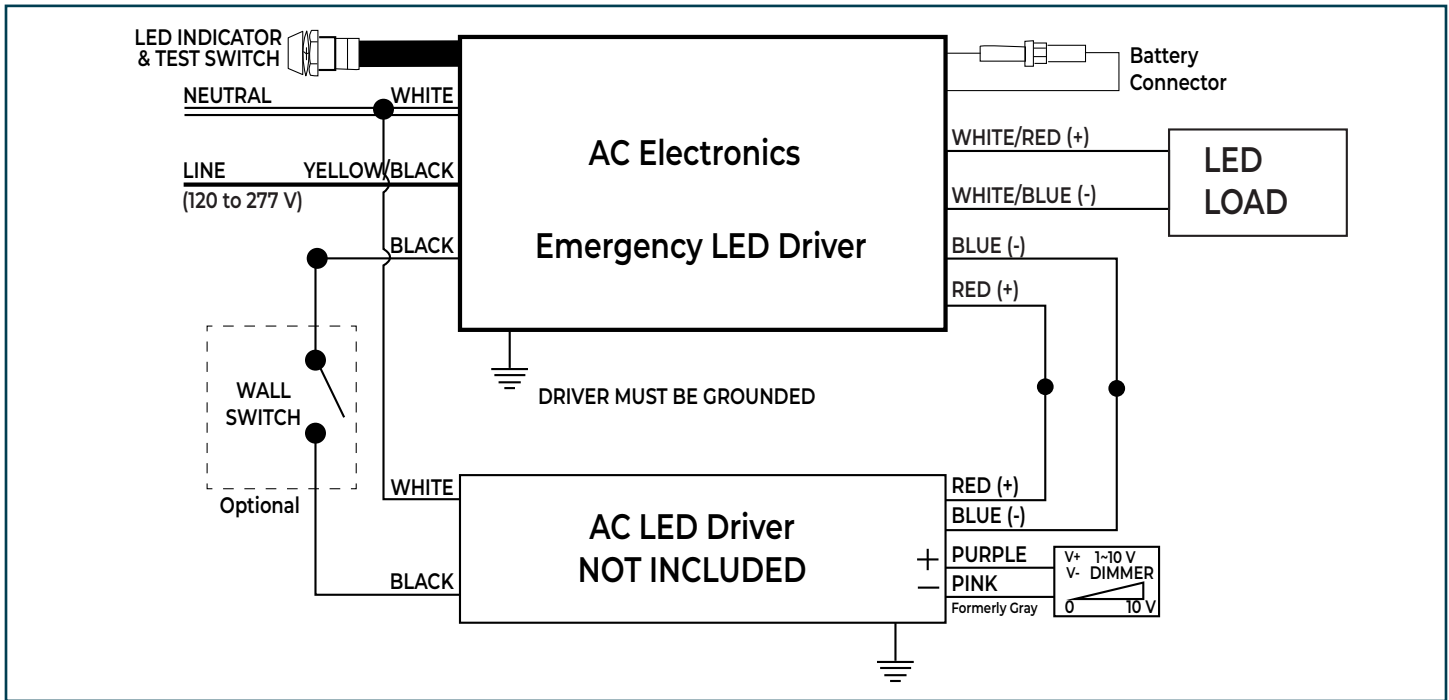 LED INDICATOR
& TEST SWITCH
NEUTRAL
WHITE
LINE
YELLOW/BLACK
(120 to 277 V)
BLACK
WALL
SWITCH
Optional
WHITE
BLACK
AC Electronics
Emergency LED Driver
DRIVER MUST BE GROUNDED
AC LED Driver
NOT INCLUDED
Battery
Connector
WHITE/RED (+)
WHITE/BLUE (-)
LED
LOAD
BLUE (-)
RED (+)
RED (+)
BLUE (-)
+ PURPLE
− PINK
Formerly Gray
V+ 1~10 V
V- DIMMER
0 10 V